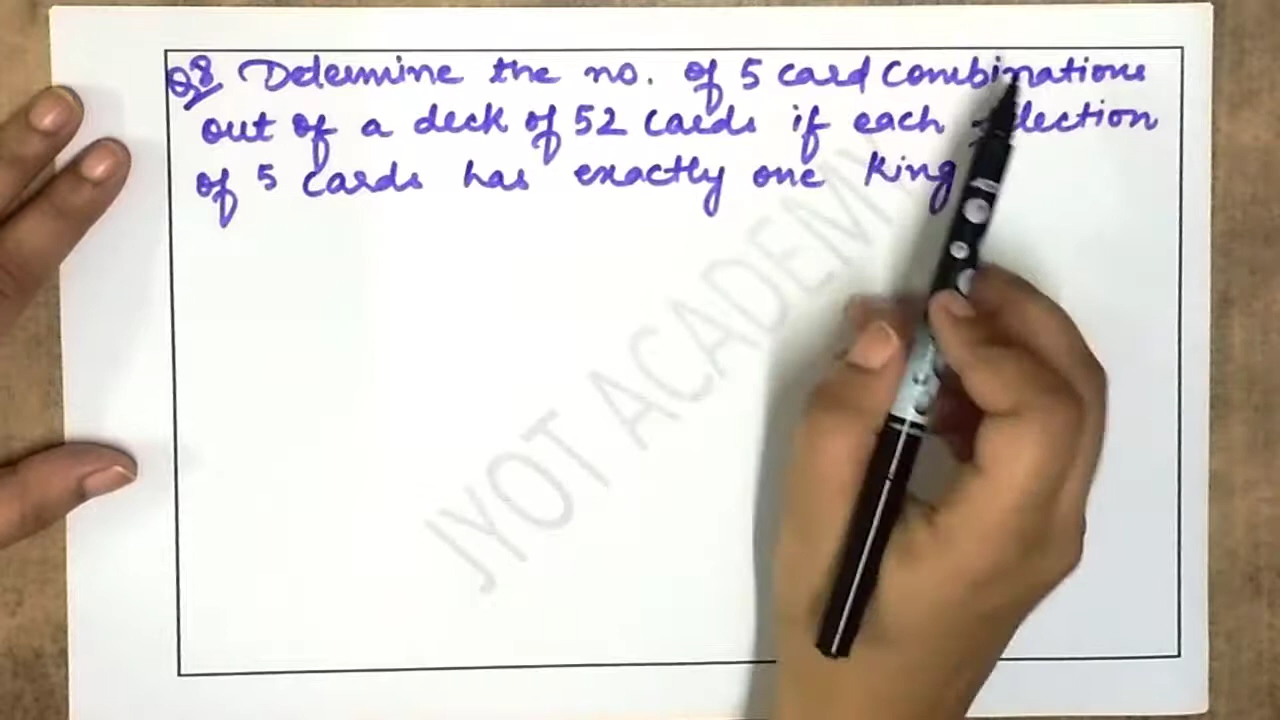 Q8 Determine the no. of 5 card combinations
out of a deck of 52 cards if each selection
of 5 cards has exactly one king
JYOT ACADEMY